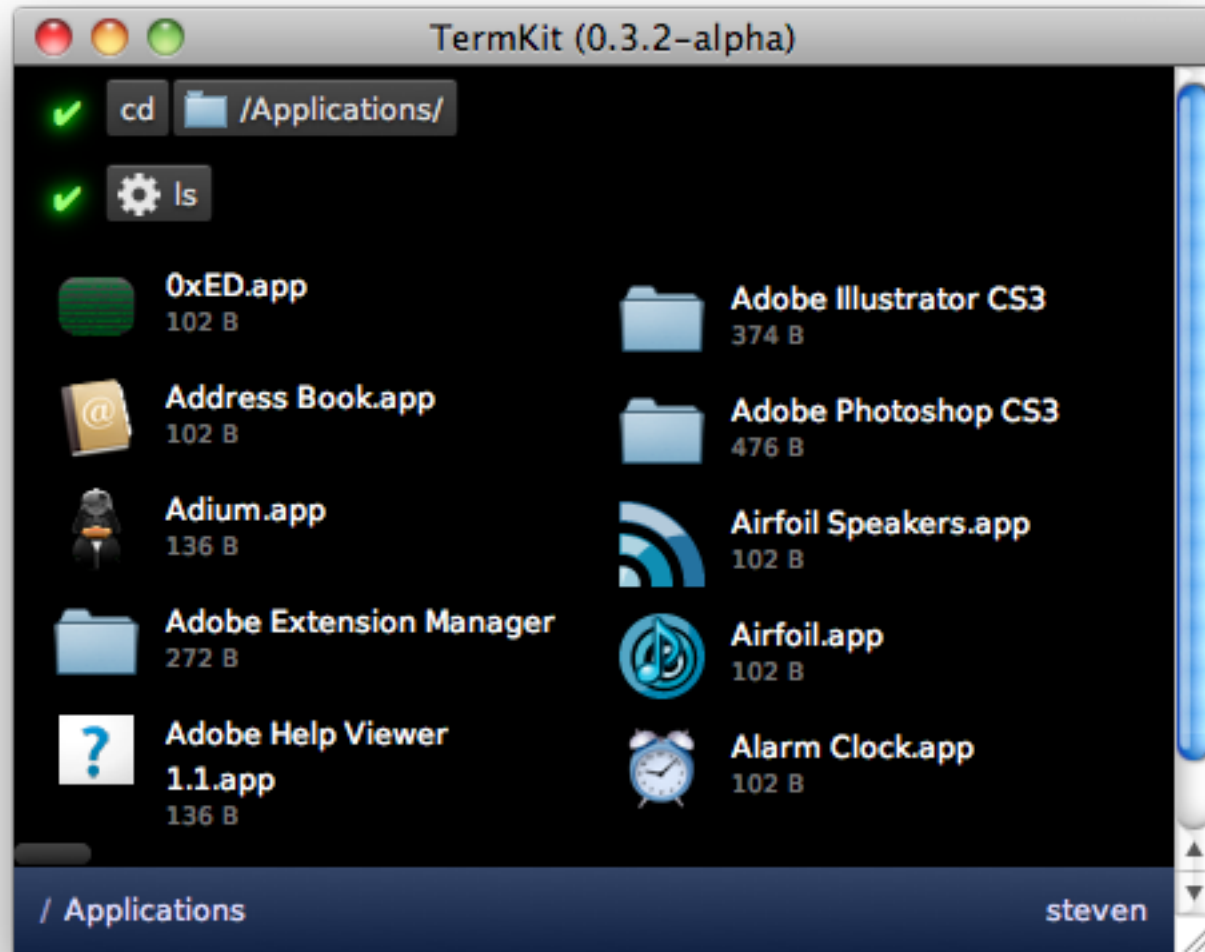 TermKit (0.3.2-alpha)
cd /Applications/
ls
0xED.app
102 B
Address Book.app
102 B
Adium.app
136 B
Adobe Extension Manager
272 B
Adobe Help Viewer
1.1.app
136 B
Adobe Illustrator CS3
374 B
Adobe Photoshop CS3
476 B
Airfoil Speakers.app
102 B
Airfoil.app
102 B
Alarm Clock.app
102 B
/ Applications
steven